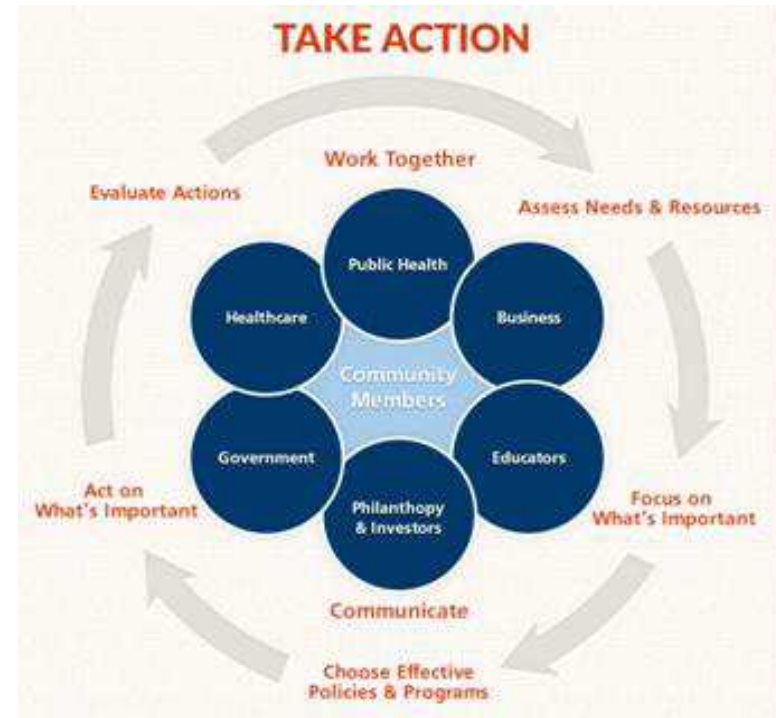 TAKE ACTION
Work Together
Evaluate Actions
Assess Needs & Resources
Public Health
Healthcare
Business
Community
Members
Government
Educators
Philanthopy
& Investors
Act on
What's Important
Focus on
What's Important
Communicate
Choose Effective
Policies & Programs